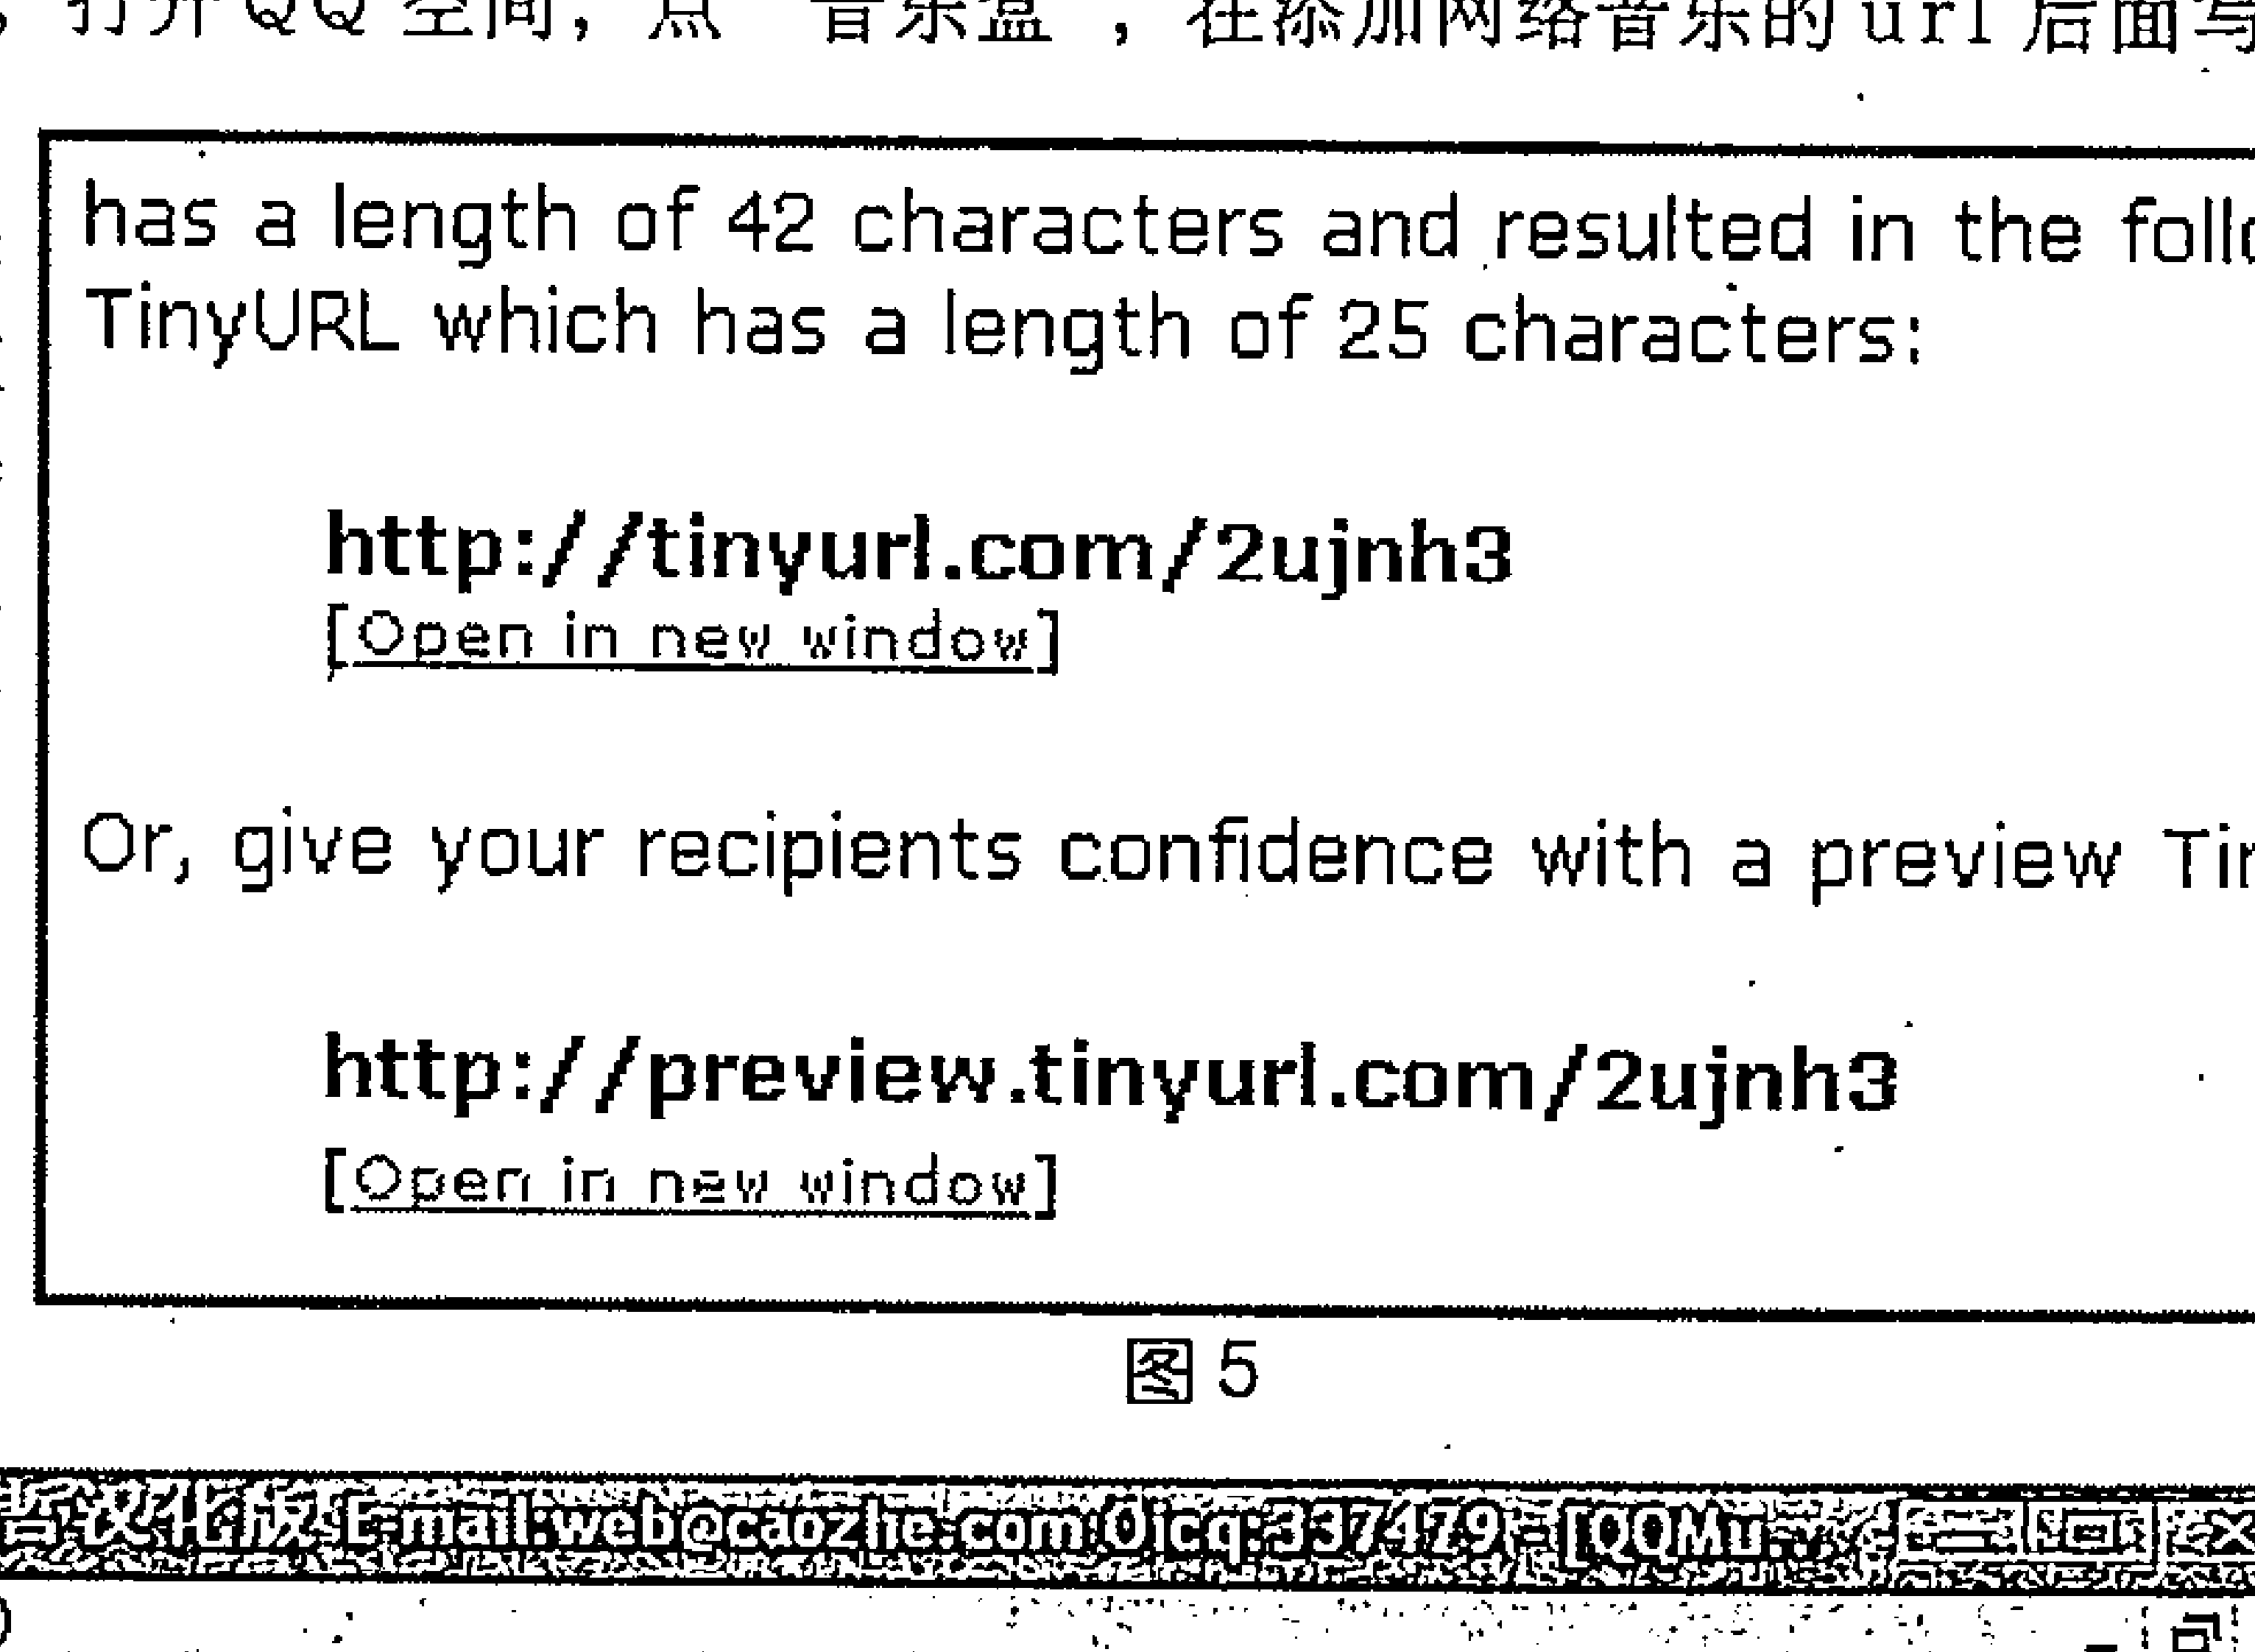 打开QQ空间，点“音乐盒”，在添加网络音乐的url后面写
has a length of 42 characters and resulted in the follo
TinyURL which has a length of 25 characters:
http://tinyurl.com/2ujnh3
[Open in new window]
Or, give your recipients confidence with a preview Tin
http://preview.tinyurl.com/2ujnh3
[Open in new window]
图5
汉化版 E-mail:web@caozhe.com Oicq:337479 - [QQMu